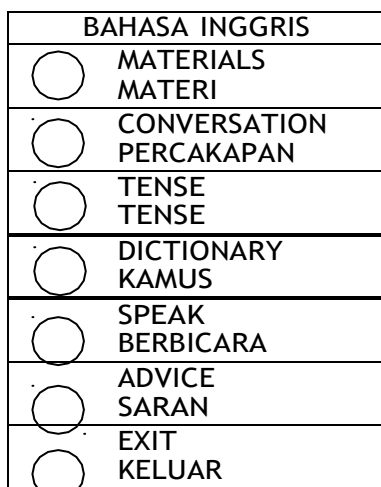 BAHASA INGGRIS
MATERIALS
MATERI
CONVERSATION
PERCAKAPAN
TENSE
TENSE
DICTIONARY
KAMUS
SPEAK
BERBICARA
ADVICE
SARAN
EXIT
KELUAR